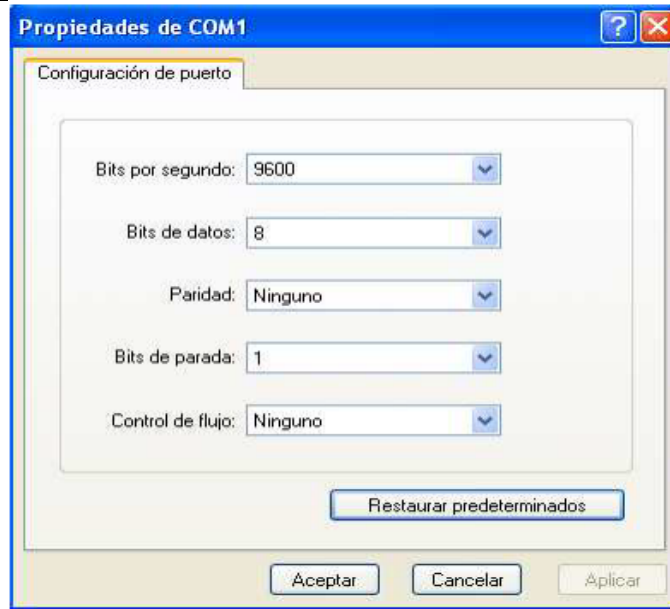 Propiedades de COM1
Configuración de puerto
Bits por segundo: 9600
Bits de datos: 8
Paridad: Ninguno
Bits de parada: 1
Control de flujo: Ninguno
Restaurar predeterminados
Aceptar Cancelar Aplicar